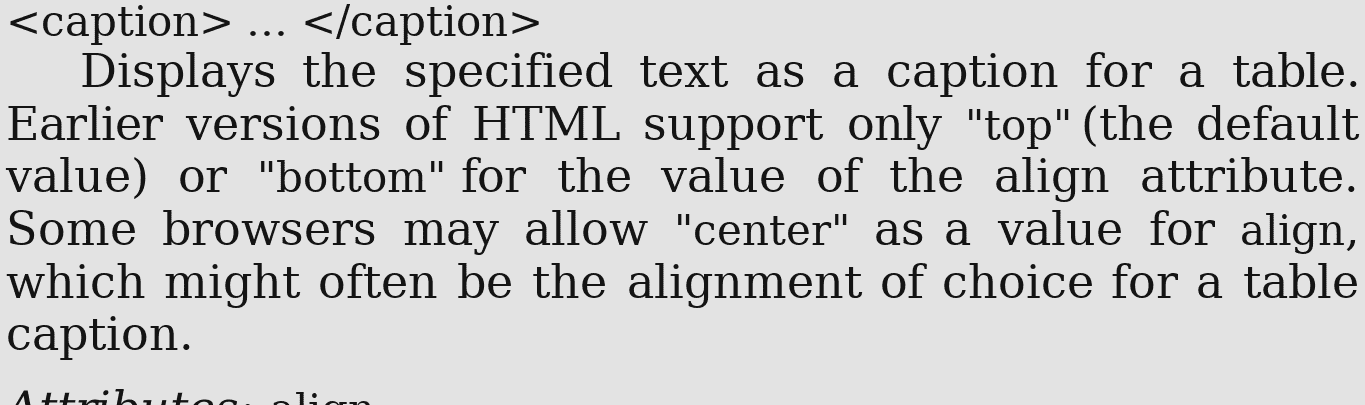 <caption> ... </caption>
Displays the specified text as a caption for a table.
Earlier versions of HTML support only "top" (the default
value) or "bottom" for the value of the align attribute.
Some browsers may allow "center" as a value for align,
which might often be the alignment of choice for a table
caption.
Attributes: align